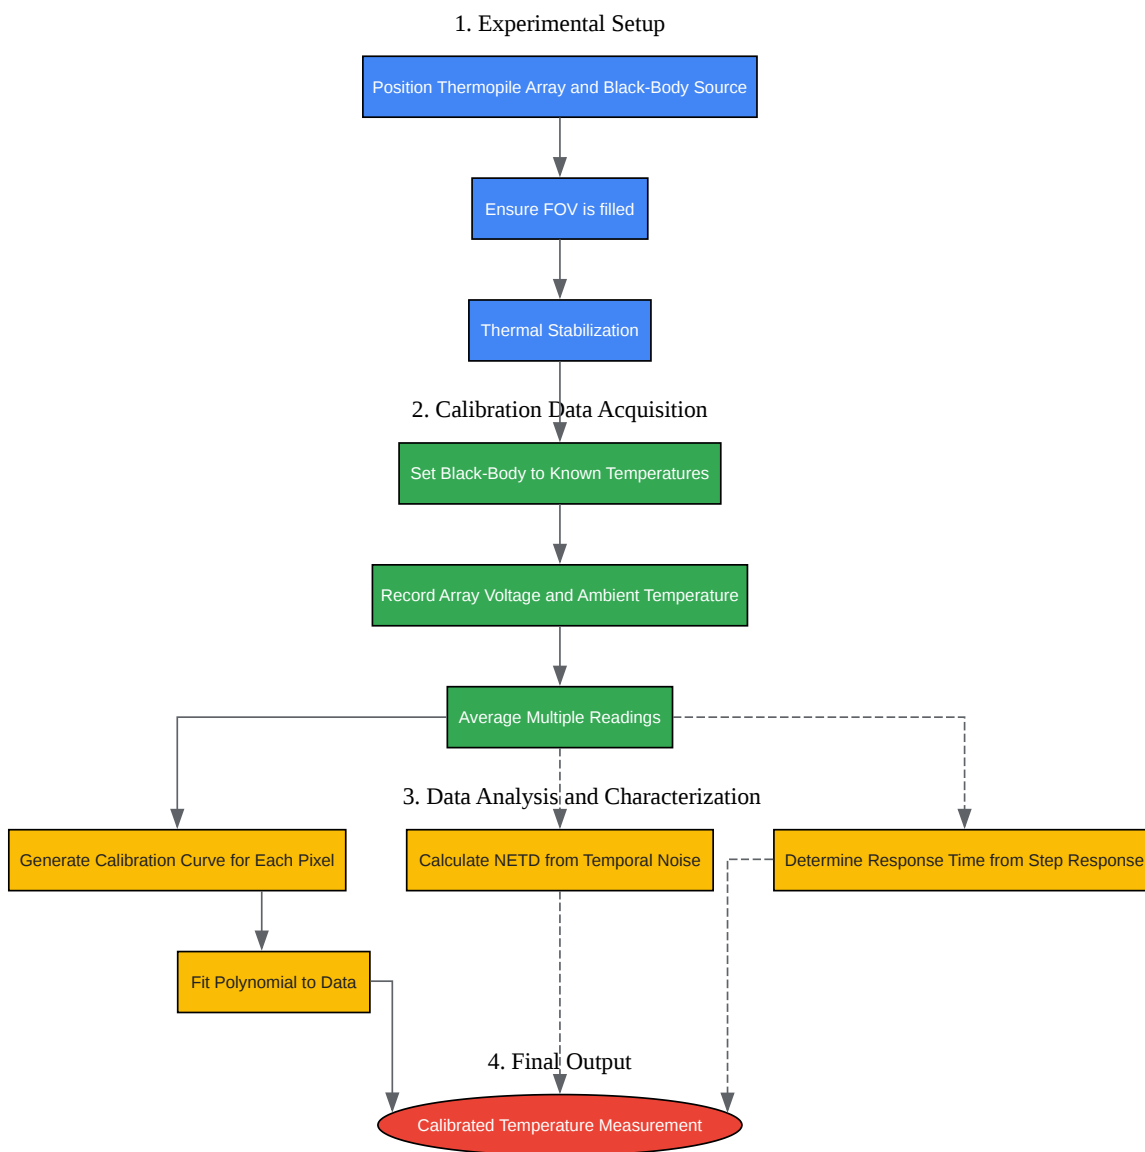 1. Experimental Setup
Position Thermopile Array and Black-Body Source
Ensure FOV is filled
Thermal Stabilization
2. Calibration Data Acquisition
Set Black-Body to Known Temperatures
Record Array Voltage and Ambient Temperature
Average Multiple Readings
3. Data Analysis and Characterization
Generate Calibration Curve for Each Pixel
Calculate NETD from Temporal Noise
Determine Response Time from Step Response
Fit Polynomial to Data
4. Final Output
Calibrated Temperature Measurement